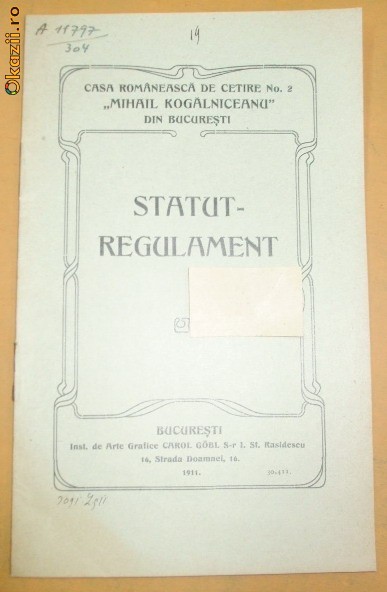 Okazii.ro
A 11797
304
19
CASA ROMÂNEASCĂ DE CETIRE No. 2
„MIHAIL KOGĂLNICEANU"
DIN BUCUREȘTI
STATUT-
REGULAMENT
BUCUREȘTI
Inst. de Arte Grafice CAROL GÖBL S-r I. St. Rasidescu
16, Strada Doamnei, 16.
1911.